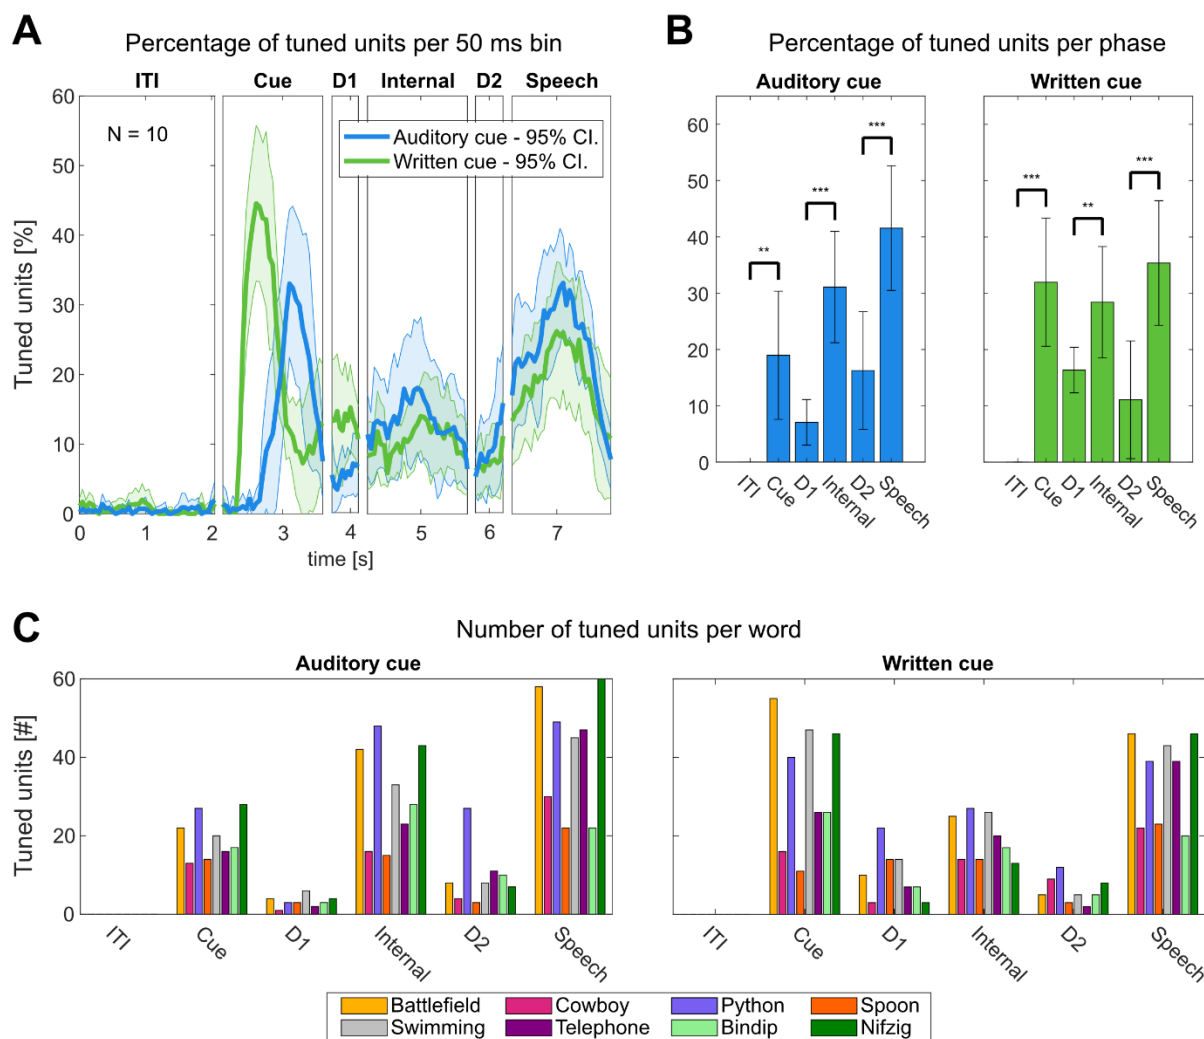 A
Percentage of tuned units per 50 ms bin
ITI Cue D1 Internal D2 Speech
60
50
40
30
20
10
0
Tuned units [%]
N = 10
Auditory cue - 95% CI.
Written cue - 95% CI.
0 1 2 3 4 5 6 7
time [s]
B
Percentage of tuned units per phase
Auditory cue
Written cue
60
50
40
30
20
10
0
** *** ***
*** ** ***
ITI Cue D1 Internal D2 Speech
ITI Cue D1 Internal D2 Speech
C
Number of tuned units per word
Auditory cue
Written cue
60
40
20
0
Tuned units [#]
ITI Cue D1 Internal D2 Speech
ITI Cue D1 Internal D2 Speech
Battlefield Cowboy Python Spoon
Swimming Telephone Bindip Nifzig